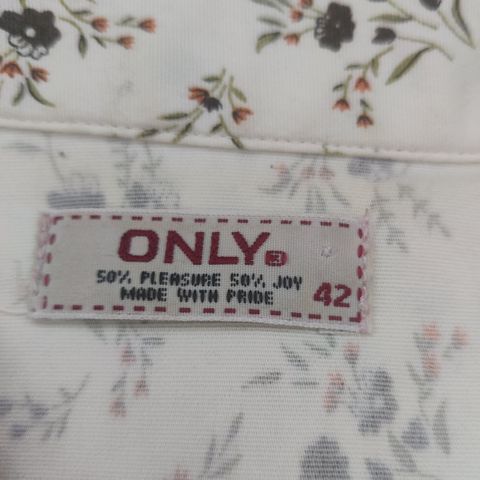 ONLY
50% PLEASURE 50% JOY
MADE WITH PRIDE
42